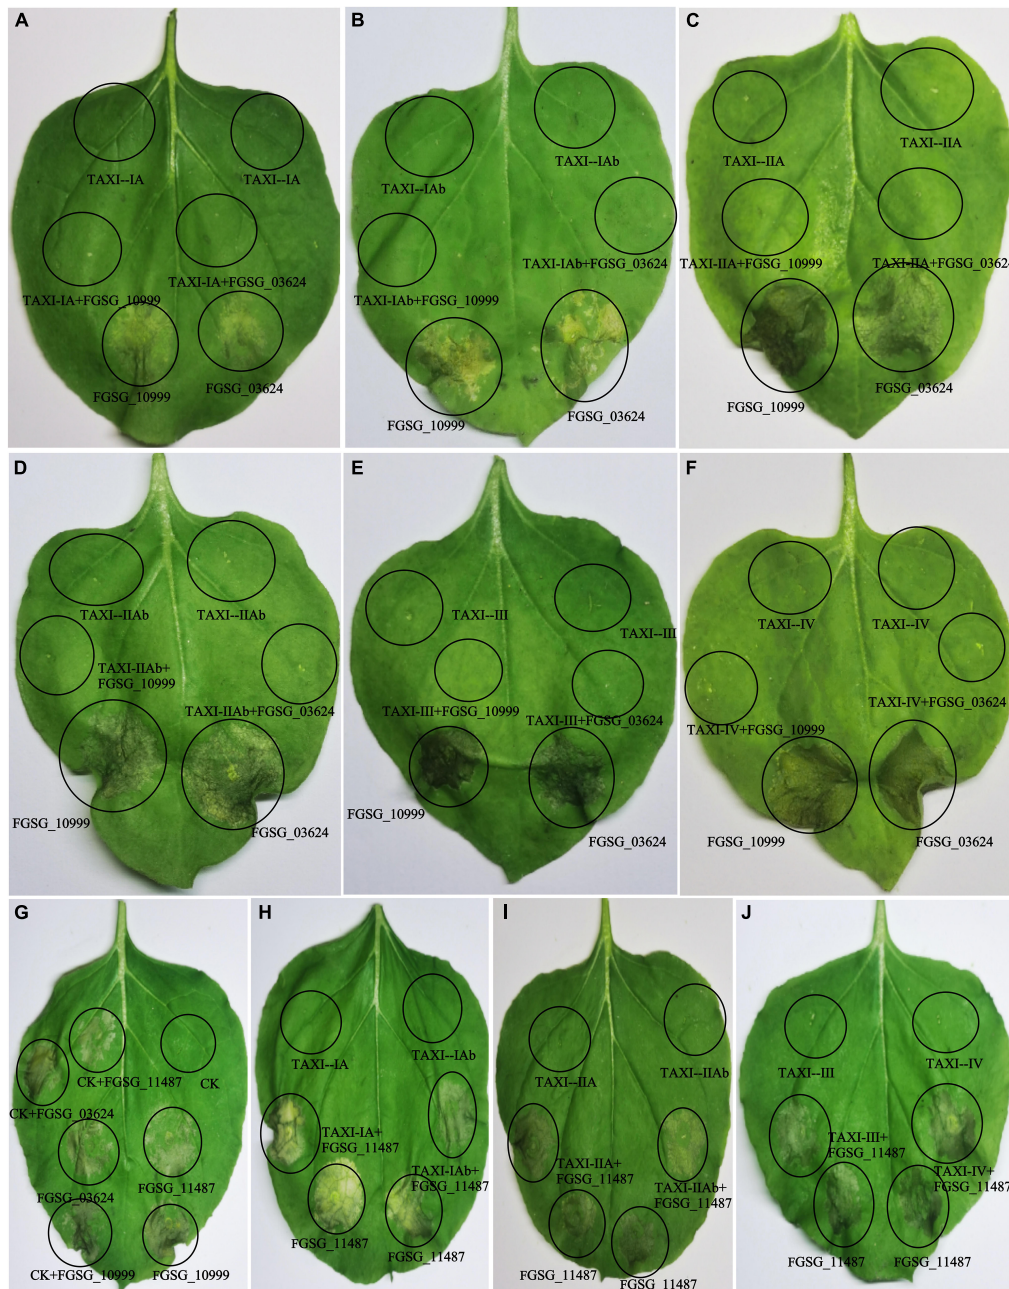 A
TAXI--IA
TAXI--IA
TAXI-IA+FGSG_10999
TAXI-IA+FGSG_03624
FGSG_10999
FGSG_03624
B
TAXI--IAb
TAXI--IAb
TAXI-IAb+FGSG_03624
TAXI-IAb+FGSG_10999
FGSG_10999
FGSG_03624
C
TAXI--IIA
TAXI--IIA
TAXI-IIA+FGSG_10999
TAXI-IIA+FGSG_03624
FGSG_10999
FGSG_03624
D
TAXI--IIAb
TAXI--IIAb
TAXI-IIAb+
FGSG_10999
TAXI-IIAb+FGSG_03624
FGSG_10999
FGSG_03624
E
TAXI--III
TAXI--III
TAXI-III+FGSG_10999
TAXI-III+FGSG_03624
FGSG_10999
FGSG_03624
F
TAXI--IV
TAXI--IV
TAXI-IV+FGSG_03624
TAXI-IV+FGSG_10999
FGSG_10999
FGSG_03624
G
CK+FGSG_11487
CK
CK+FGSG_03624
FGSG_03624
FGSG_11487
CK+FGSG_10999
FGSG_10999
H
TAXI--IA
TAXI--IAb
TAXI-IA+
FGSG_11487
TAXI-IAb+
FGSG_11487
FGSG_11487
FGSG_11487
I
TAXI--IIA
TAXI--IIAb
TAXI-IIA+
FGSG_11487
TAXI-IIAb+
FGSG_11487
FGSG_11487
FGSG_11487
J
TAXI--III
TAXI--IV
TAXI-III+
FGSG_11487
TAXI-IV+
FGSG_11487
FGSG_11487
FGSG_11487